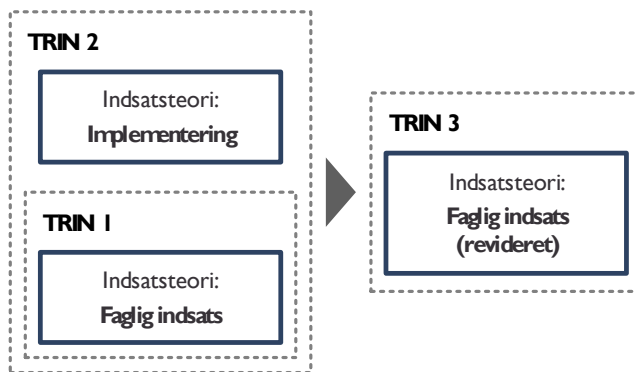 TRIN 2
Indsatsteori:
Implementering
TRIN 1
Indsatsteori:
Faglig indsats
TRIN 3
Indsatsteori:
Faglig indsats
(revideret)